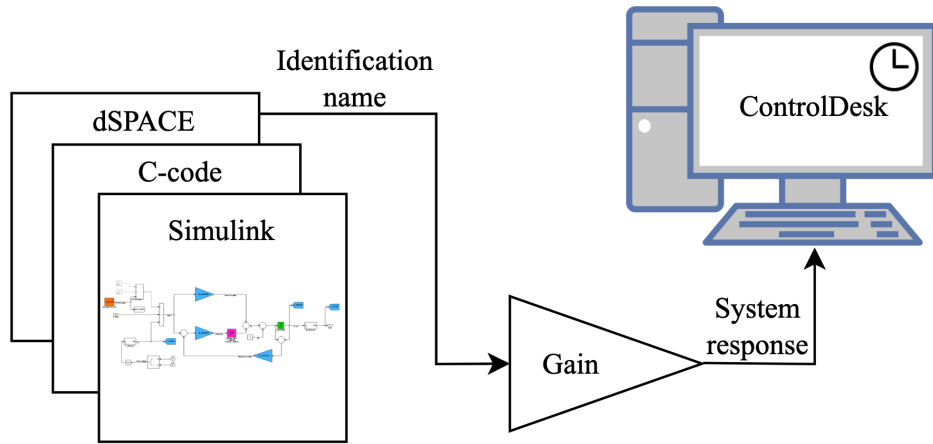 Identification
name
dSPACE
C-code
Simulink
ControlDesk
Gain
System
response